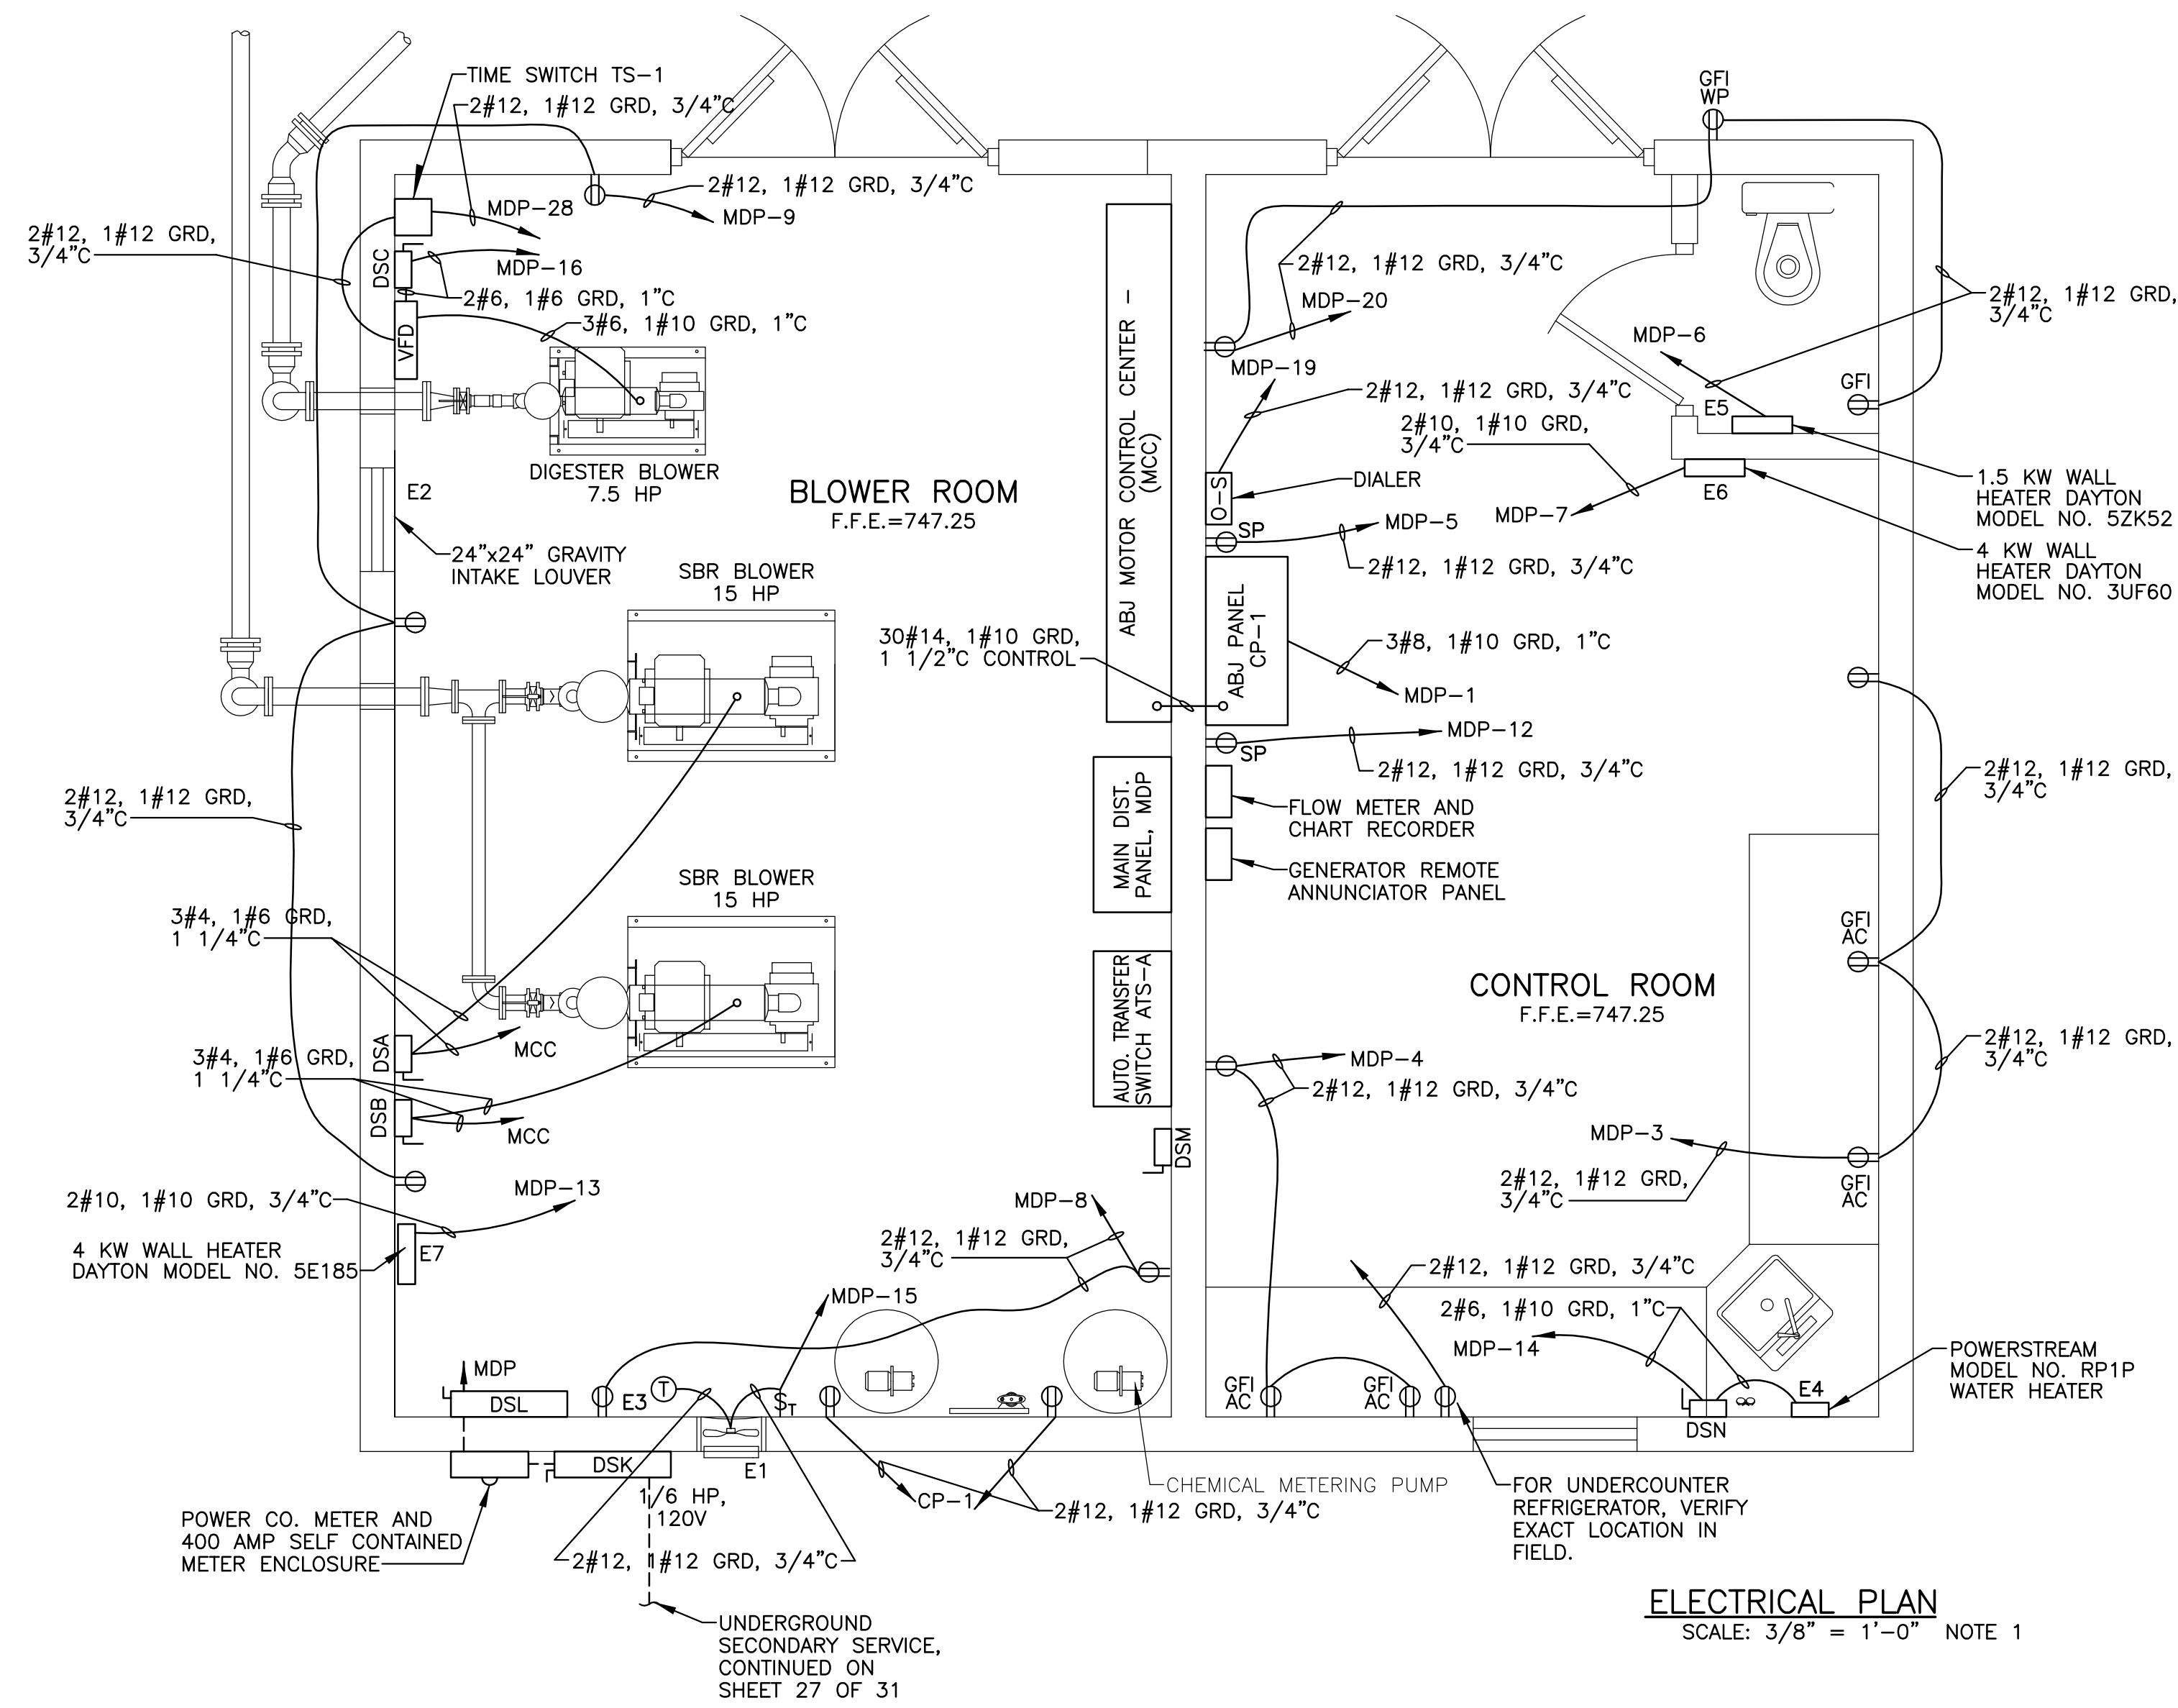 TIME SWITCH TS-1
2#12, 1#12 GRD, 3/4"C
MDP-28
2#12, 1#12 GRD, 3/4"C
MDP-9
2#12, 1#12 GRD,
3/4"C
DSC
MDP-16
2#6, 1#6 GRD, 1"C
3#6, 1#10 GRD, 1"C
VFD
DIGESTER BLOWER
7.5 HP
E2
BLOWER ROOM
F.F.E.=747.25
24"x24" GRAVITY
INTAKE LOUVER
SBR BLOWER
15 HP
ABJ MOTOR CONTROL CENTER -
(MCC)
30#14, 1#10 GRD,
1 1/2"C CONTROL
2#12, 1#12 GRD,
3/4"C
SBR BLOWER
15 HP
MAIN DIST.
PANEL, MDP
3#4, 1#6 GRD,
1 1/4"C
AUTO. TRANSFER
SWITCH ATS-A
DSA
MCC
3#4, 1#6 GRD,
1 1/4"C
DSB
MCC
DSM
2#10, 1#10 GRD, 3/4"C
MDP-13
4 KW WALL HEATER
DAYTON MODEL NO. 5E185
E7
MDP-8
2#12, 1#12 GRD,
3/4"C
MDP-15
MDP
DSL
E3
T
ST
DSK
E1
1/6 HP,
120V
POWER CO. METER AND
400 AMP SELF CONTAINED
METER ENCLOSURE
2#12, 1#12 GRD, 3/4"C
CP-1
2#12, 1#12 GRD, 3/4"C
CHEMICAL METERING PUMP
UNDERGROUND
SECONDARY SERVICE,
CONTINUED ON
SHEET 27 OF 31
GFI
WP
2#12, 1#12 GRD, 3/4"C
MDP-20
2#12, 1#12 GRD,
3/4"C
MDP-6
MDP-19
2#12, 1#12 GRD, 3/4"C
GFI
E5
2#10, 1#10 GRD,
3/4"C
O-S
DIALER
E6
MDP-7
1.5 KW WALL
HEATER DAYTON
MODEL NO. 5ZK52
SP
MDP-5
2#12, 1#12 GRD, 3/4"C
4 KW WALL
HEATER DAYTON
MODEL NO. 3UF60
ABJ PANEL
CP-1
3#8, 1#10 GRD, 1"C
MDP-1
MDP-12
SP
2#12, 1#12 GRD, 3/4"C
2#12, 1#12 GRD,
3/4"C
FLOW METER AND
CHART RECORDER
GENERATOR REMOTE
ANNUNCIATOR PANEL
GFI
AC
CONTROL ROOM
F.F.E.=747.25
2#12, 1#12 GRD,
3/4"C
MDP-4
2#12, 1#12 GRD, 3/4"C
MDP-3
2#12, 1#12 GRD,
3/4"C
GFI
AC
2#12, 1#12 GRD, 3/4"C
2#6, 1#10 GRD, 1"C
MDP-14
GFI
AC
GFI
AC
E4
DSN
POWERSTREAM
MODEL NO. RP1P
WATER HEATER
FOR UNDERCOUNTER
REFRIGERATOR, VERIFY
EXACT LOCATION IN
FIELD.
ELECTRICAL PLAN
SCALE: 3/8" = 1'-0" NOTE 1